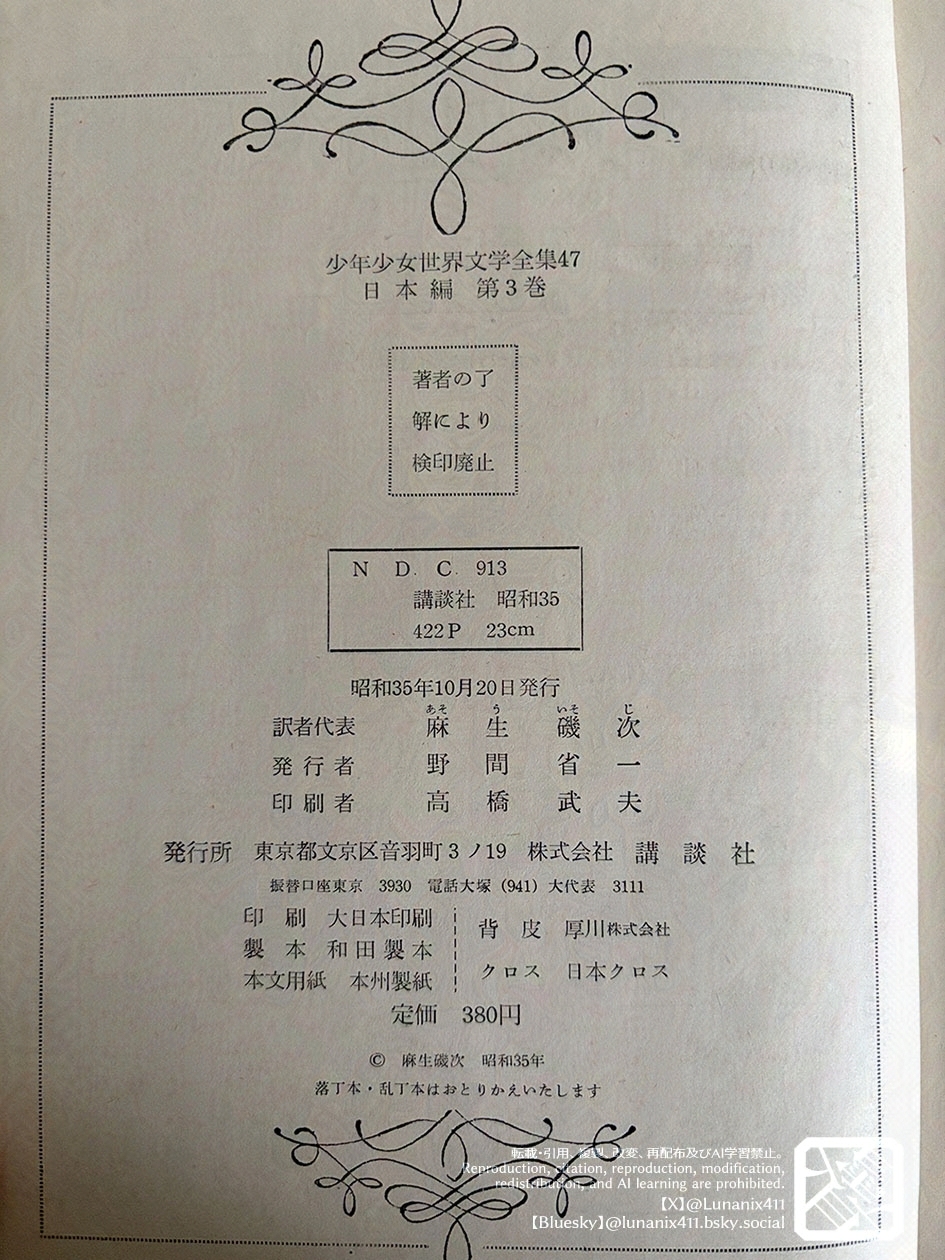 少年少女世界文学全集47
日本編 第3巻
著者の了
解により
検印廃止
N D. C. 913
講談社 昭和35
422P 23cm
昭和35年10月20日発行
あそ う いそ じ
訳者代表 麻生磯次
発行者 野間省一
印刷者 高橋武夫
発行所 東京都文京区音羽町3ノ19 株式会社 講談社
振替口座東京 3930 電話大塚 (941) 大代表 3111
印刷 大日本印刷
製本 和田製本
本文用紙 本州製紙
背皮 厚川株式会社
クロス 日本クロス
定価 380円
© 麻生磯次 昭和35年
落丁本・乱丁本はおとりかえいたします
転載・引用、複製、改変、再配布及びAI学習禁止。
Reproduction, citation, reproduction, modification,
redistribution, and AI learning are prohibited.
【X】@Lunanix411
【Bluesky】@lunanix411.bsky.social